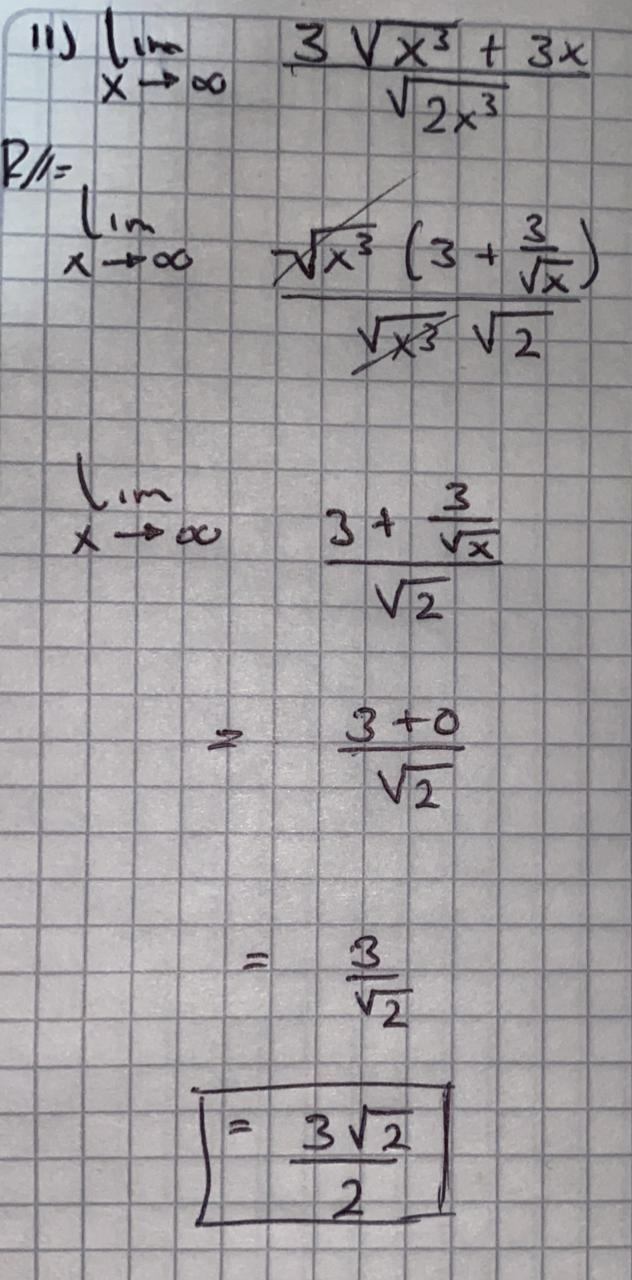 11) lim x→∞ (3√(x³) + 3x) / √(2x³)
R//=
lim x→∞ (√(x³) (3 + 3/√x)) / (√(x³) √2)
lim x→∞ (3 + 3/√x) / √2
= (3 + 0) / √2
= 3 / √2
= 3√2 / 2